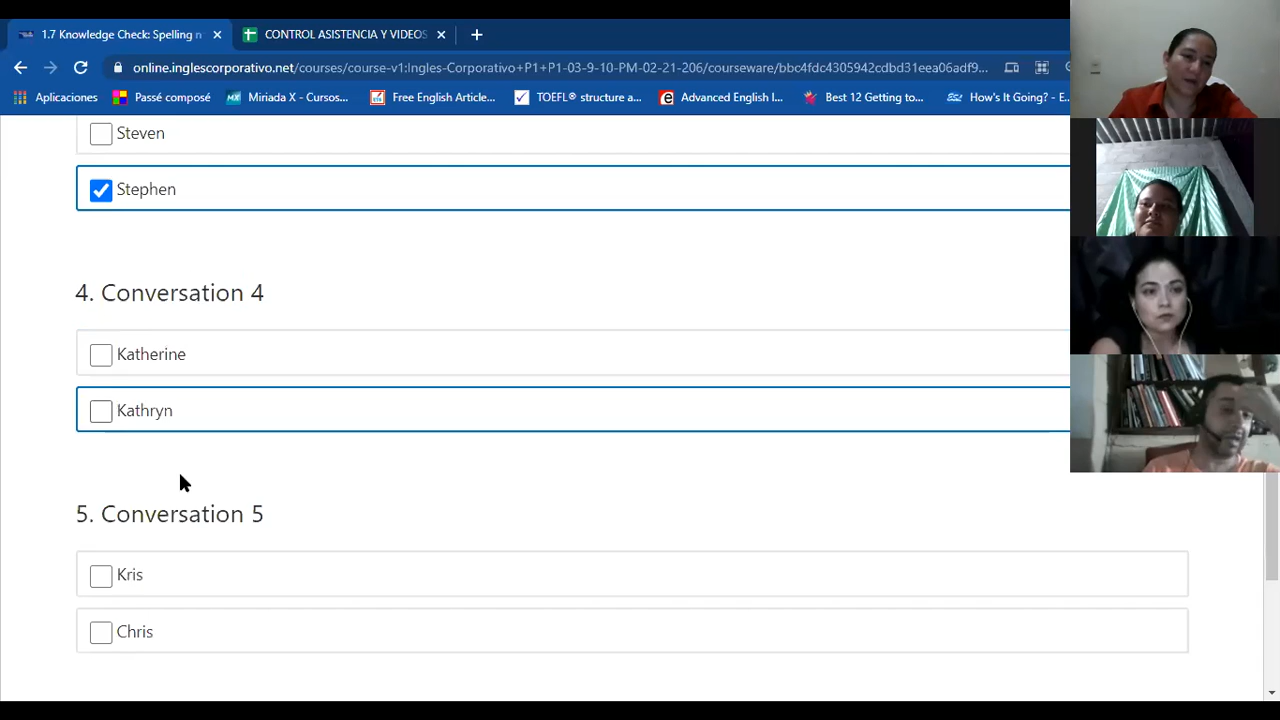 1.7 Knowledge Check: Spelling n
CONTROL ASISTENCIA Y VIDEOS
online.inglescorporativo.net/courses/course-v1:Ingles-Corporativo+P1+P1-03-9-10-PM-02-21-206/courseware/bbc4fdc4305942cdbd31eea06adf9...
Aplicaciones
Passé composé
Miriada X - Cursos...
Free English Article...
TOEFL® structure a...
Advanced English l...
Best 12 Getting to...
How's It Going? - E...
Steven
Stephen
4. Conversation 4
Katherine
Kathryn
5. Conversation 5
Kris
Chris